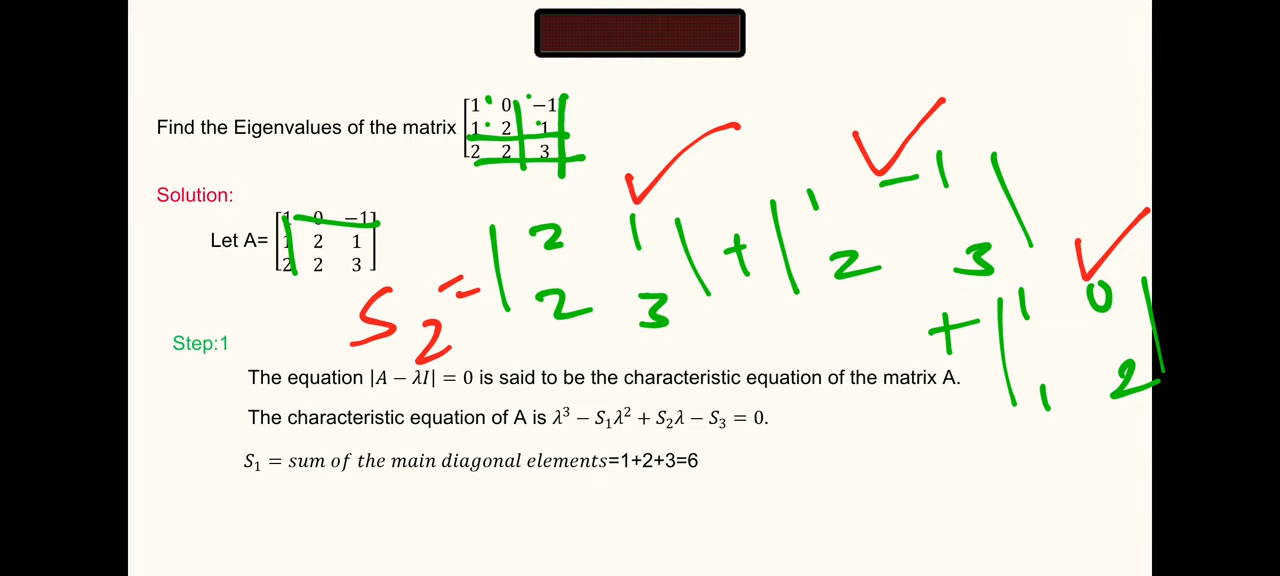 Find the Eigenvalues of the matrix [1 0 −1
1 2 1
2 2 3]
Solution:
Let A= [1 0 −1
1 2 1
2 2 3]
S2 = |2 1
2 3| + |1 −1
2 3|
+ |1 0
1 2|
Step:1
The equation |A − λI| = 0 is said to be the characteristic equation of the matrix A.
The characteristic equation of A is λ³ − S₁λ² + S₂λ − S₃ = 0.
S₁ = sum of the main diagonal elements=1+2+3=6